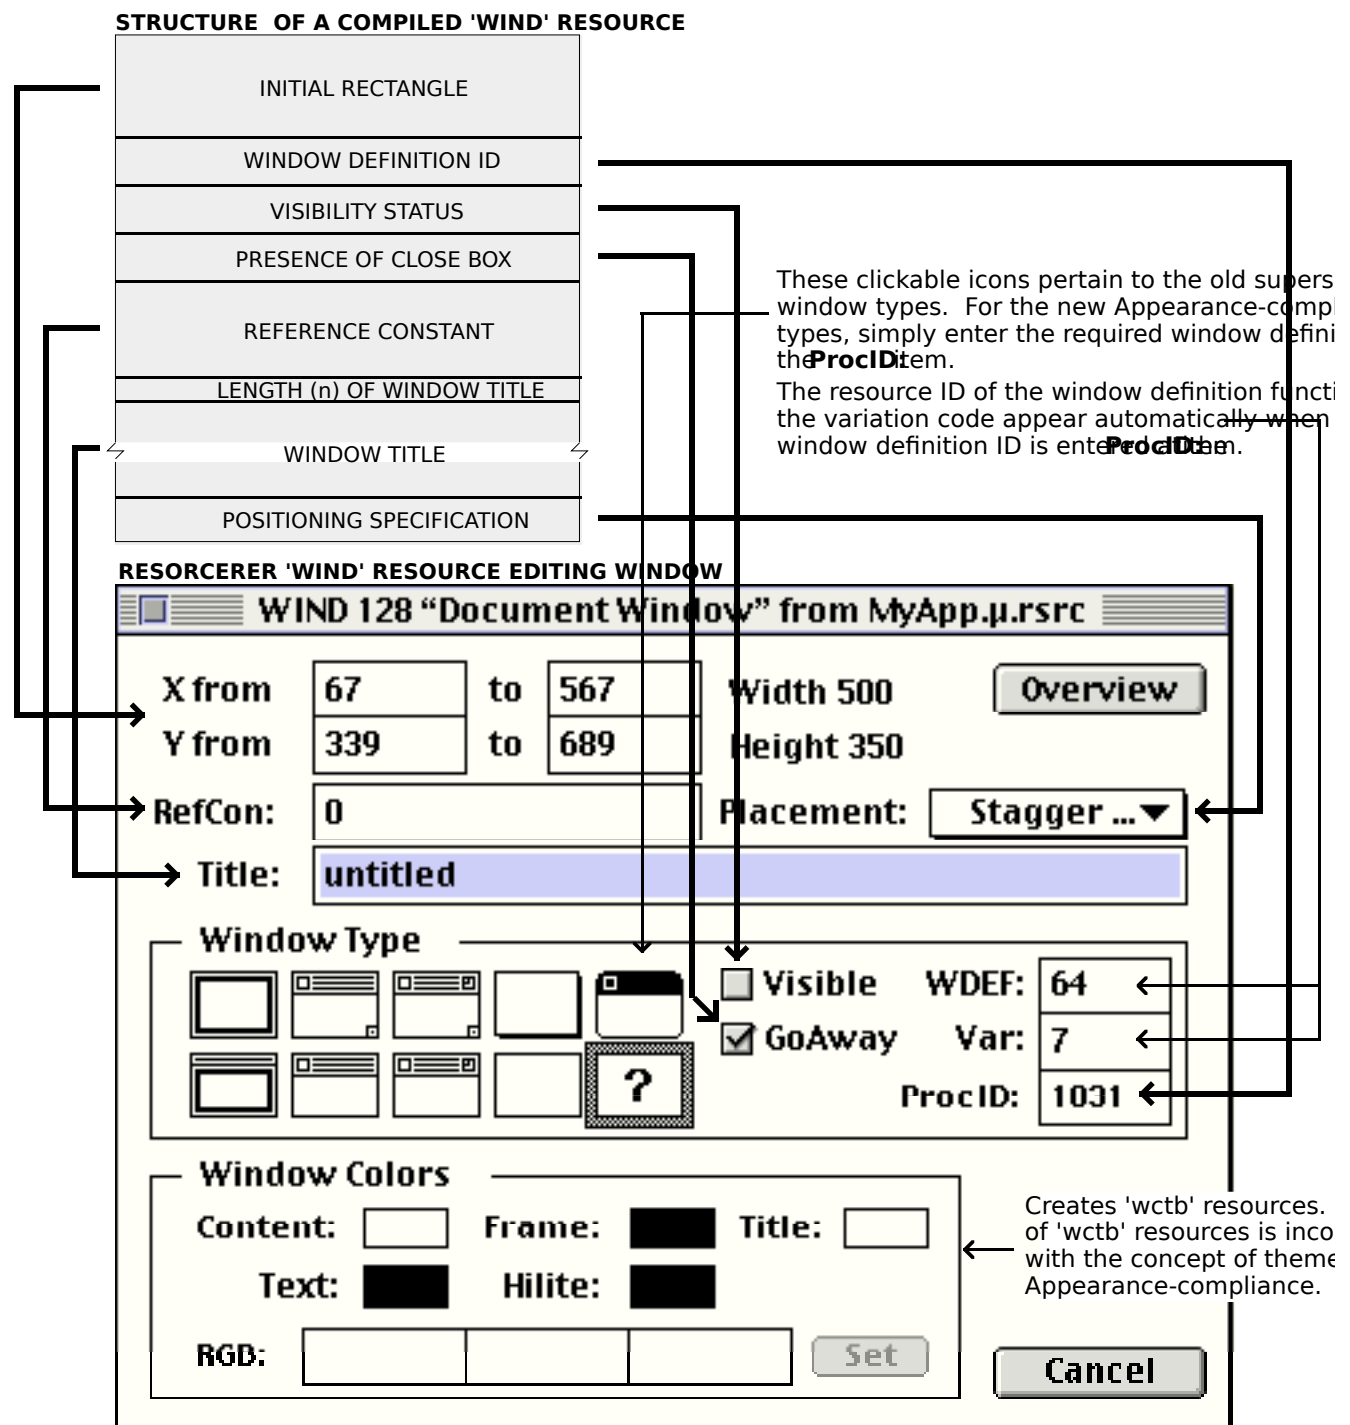 STRUCTURE OF A COMPILED 'WIND' RESOURCE
INITIAL RECTANGLE
WINDOW DEFINITION ID
VISIBILITY STATUS
PRESENCE OF CLOSE BOX
REFERENCE CONSTANT
LENGTH (n) OF WINDOW TITLE
WINDOW TITLE
POSITIONING SPECIFICATION
These clickable icons pertain to the old supers
window types. For the new Appearance-compl
types, simply enter the required window defini
the ProcID: item.
The resource ID of the window definition functi
the variation code appear automatically when
window definition ID is entered at the ProcID: item.
RESORCERER 'WIND' RESOURCE EDITING WINDOW
WIND 128 “Document Window” from MyApp.µ.rsrc
X from 67 to 567 Width 500 Overview
Y from 339 to 689 Height 350
RefCon: 0 Placement: Stagger ...
Title: untitled
Window Type
Visible WDEF: 64
GoAway Var: 7
? ProcID: 1031
Window Colors
Content: Frame: Title:
Text: Hilite:
RGD: Set
Creates 'wctb' resources.
of 'wctb' resources is inco
with the concept of theme
Appearance-compliance.
Cancel